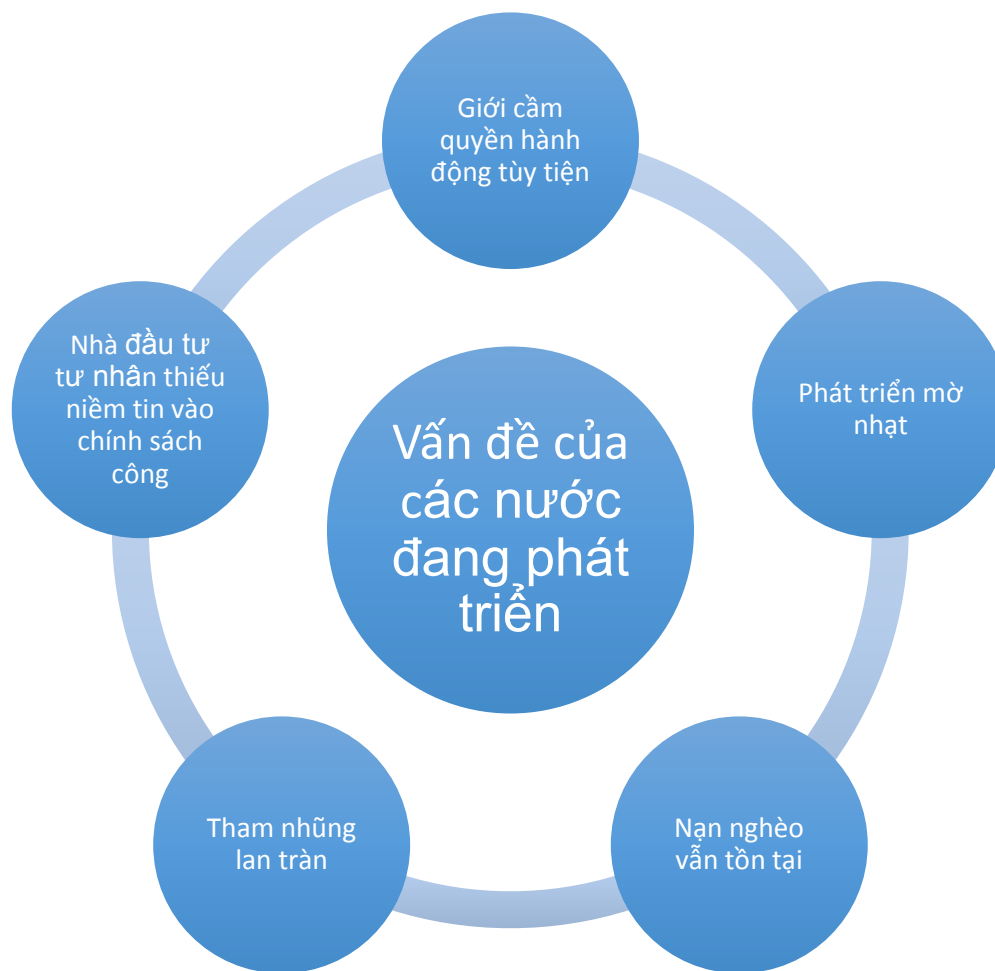 Giới cầm
quyền hành
động tùy tiện
Nhà đầu tư
tư nhân thiếu
niềm tin vào
chính sách
công
Phát triển mờ
nhạt
Vấn đề của
các nước
đang phát
triển
Tham nhũng
lan tràn
Nạn nghèo
vẫn tồn tại